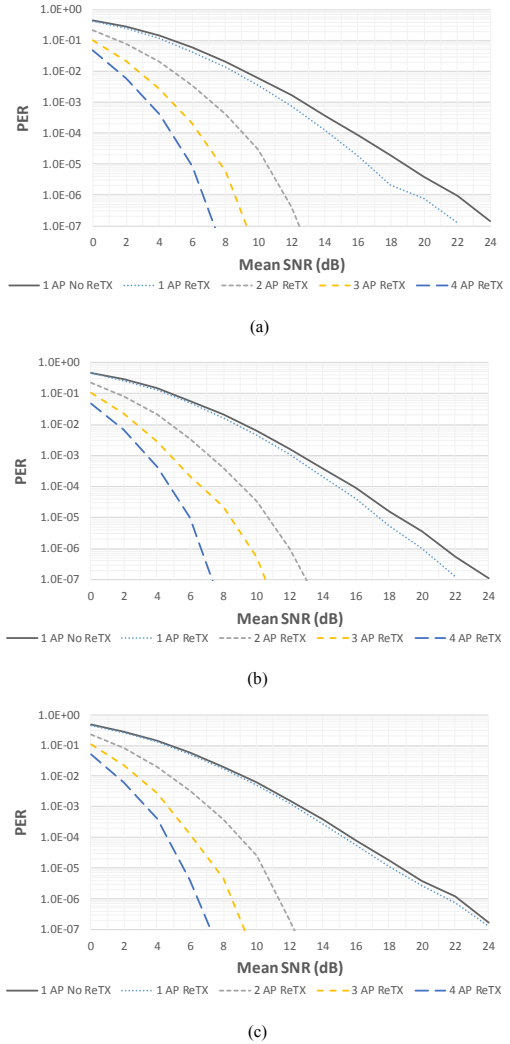 1.0E+00
1.0E-01
1.0E-02
1.0E-03
1.0E-04
1.0E-05
1.0E-06
1.0E-07
PER
0 2 4 6 8 10 12 14 16 18 20 22 24
Mean SNR (dB)
1 AP No ReTX 1 AP ReTX 2 AP ReTX 3 AP ReTX 4 AP ReTX
(a)
1.0E+00
1.0E-01
1.0E-02
1.0E-03
1.0E-04
1.0E-05
1.0E-06
1.0E-07
PER
0 2 4 6 8 10 12 14 16 18 20 22 24
Mean SNR (dB)
1 AP No ReTX 1 AP ReTX 2 AP ReTX 3 AP ReTX 4 AP ReTX
(b)
1.0E+00
1.0E-01
1.0E-02
1.0E-03
1.0E-04
1.0E-05
1.0E-06
1.0E-07
PER
0 2 4 6 8 10 12 14 16 18 20 22 24
Mean SNR (dB)
1 AP No ReTX 1 AP ReTX 2 AP ReTX 3 AP ReTX 4 AP ReTX
(c)